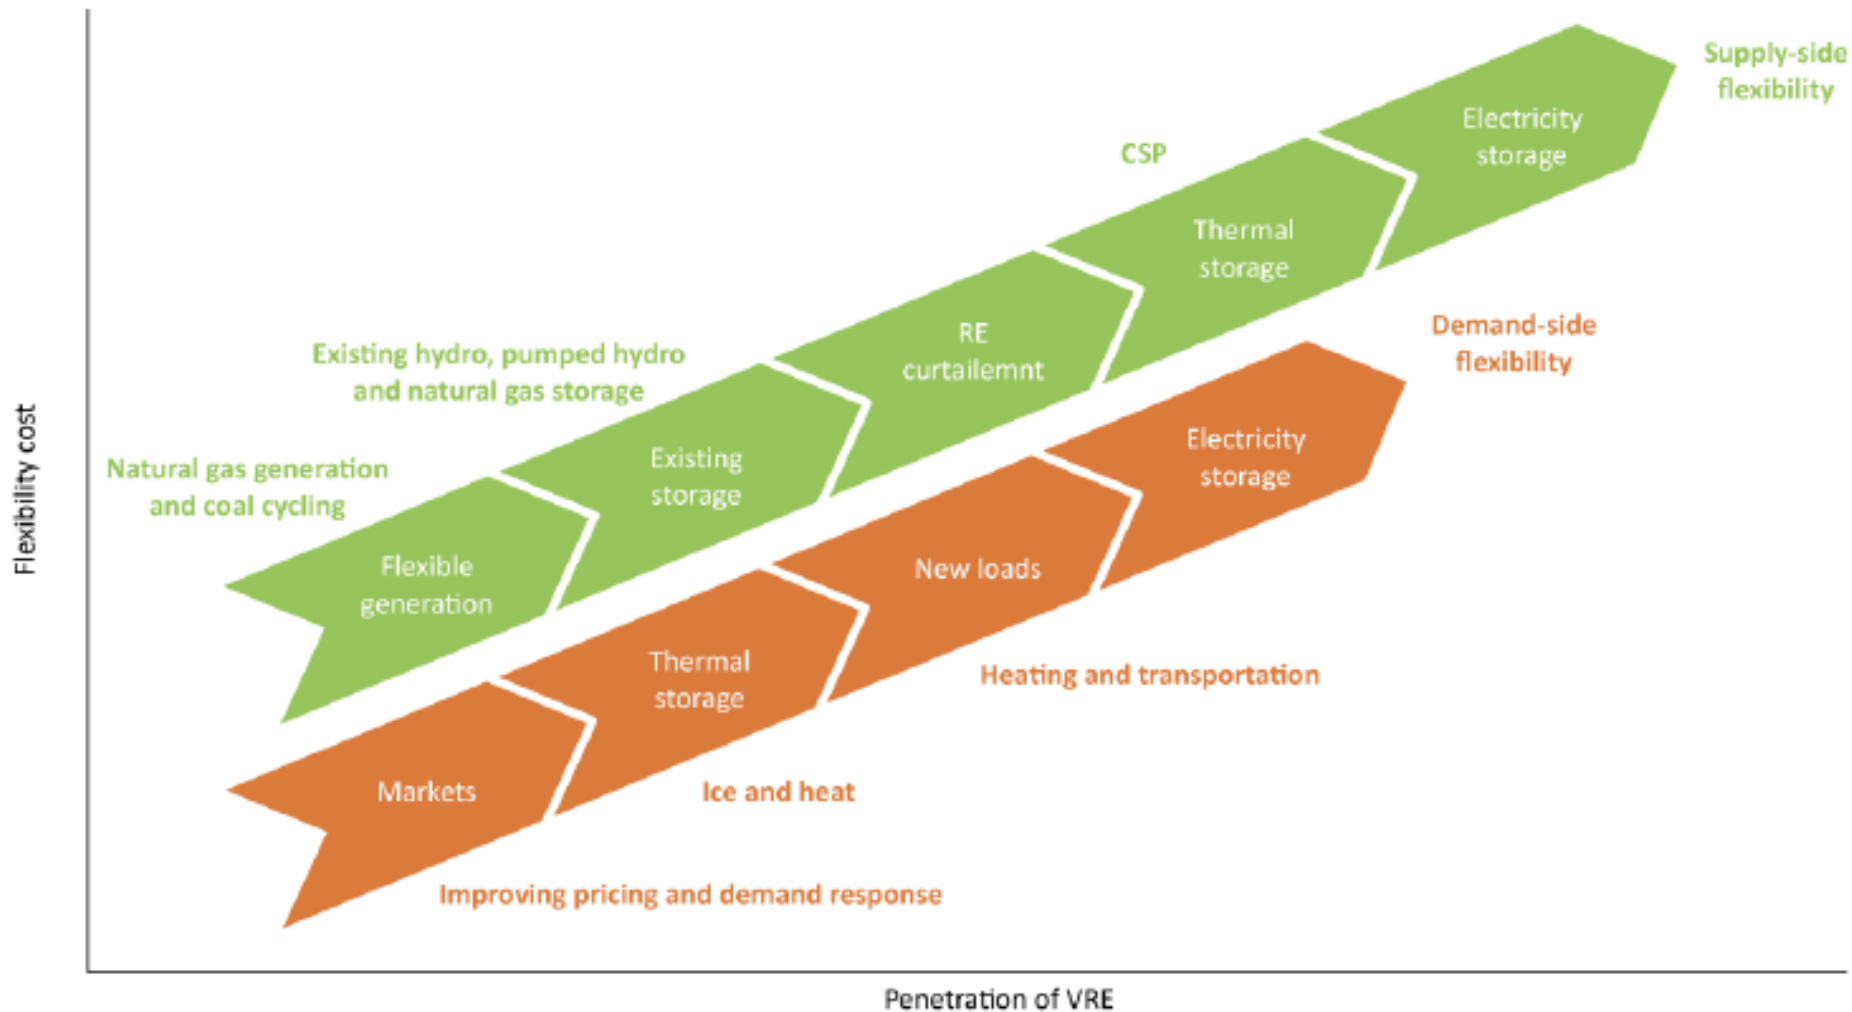 Supply-side
flexibility
Electricity
storage
CSP
Thermal
storage
Demand-side
flexibility
RE
curtailemnt
Existing hydro, pumped hydro
and natural gas storage
Electricity
storage
Existing
storage
Natural gas generation
and coal cycling
Flexibility cost
Flexible
generation
New loads
Thermal
storage
Heating and transportation
Markets
Ice and heat
Improving pricing and demand response
Penetration of VRE